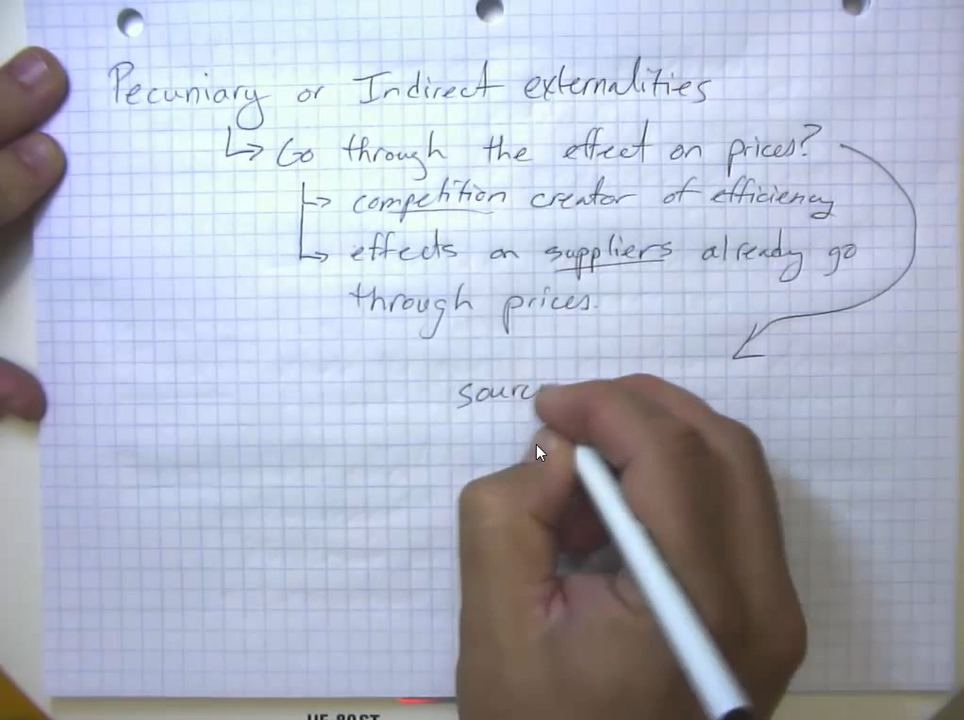 Pecuniary or Indirect externalities
Go through the effect on prices?
competition creator of efficiency
effects on suppliers already go
through prices.
sourc